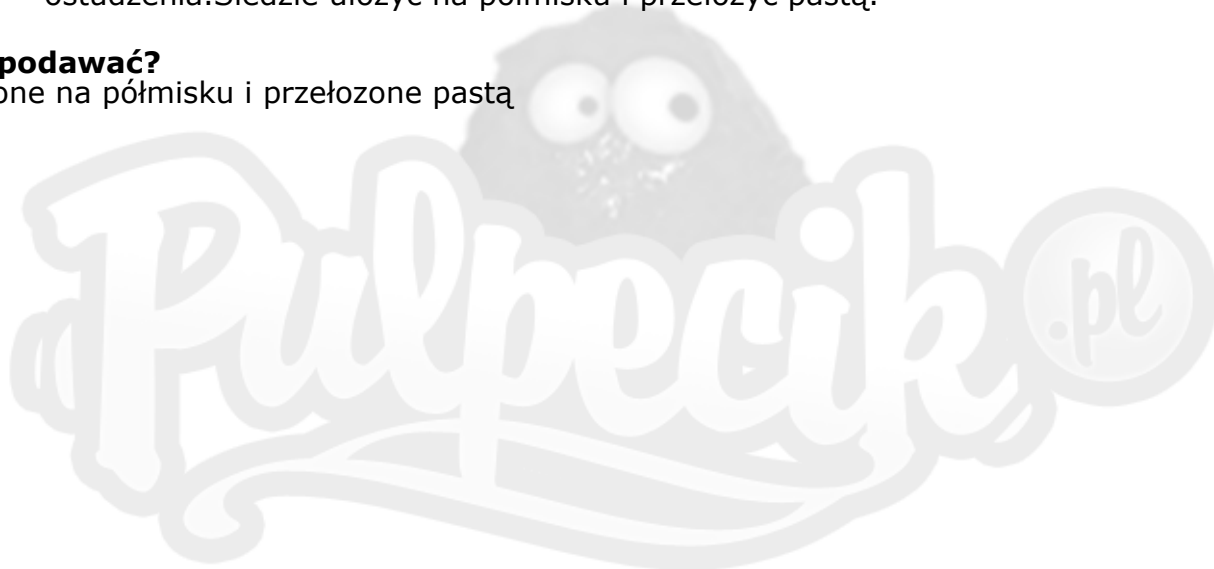 ostudzenia.Śledzie ułożyć na półmisku i przełożyć pastą.
podawać?
one na półmisku i przełozone pastą
Pulpecik .pl